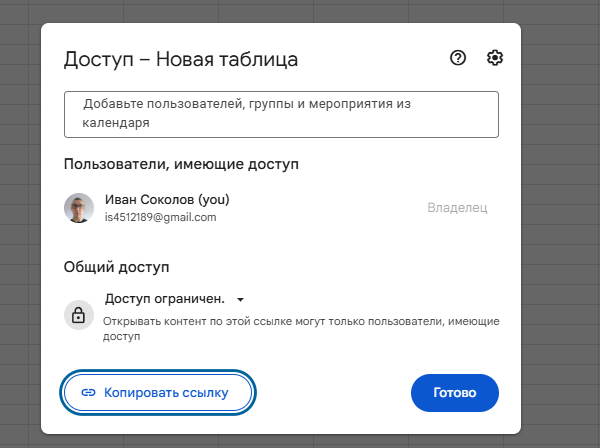 Доступ – Новая таблица
Добавьте пользователей, группы и мероприятия из
календаря
Пользователи, имеющие доступ
Иван Соколов (you)
is4512189@gmail.com
Владелец
Общий доступ
Доступ ограничен.
Открывать контент по этой ссылке могут только пользователи, имеющие
доступ
Копировать ссылку
Готово